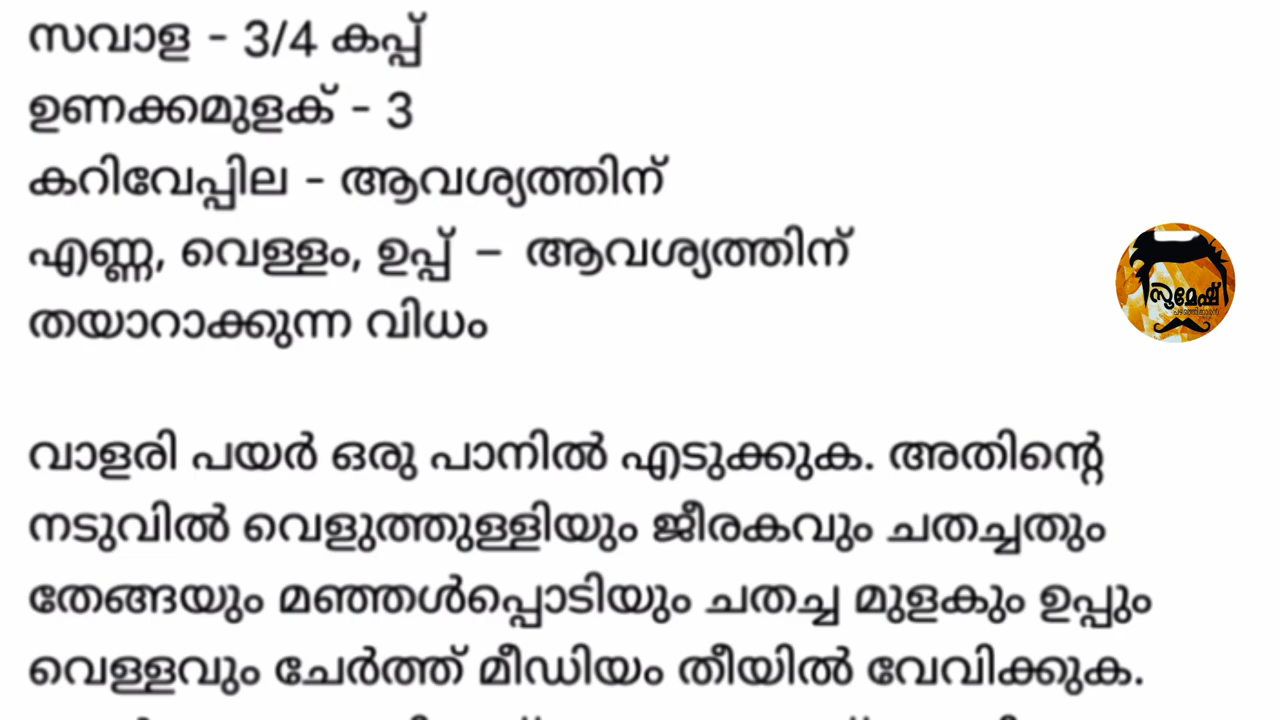 സവാള - 3/4 കപ്പ്
ഉണക്കമുളക് - 3
കറിവേപ്പില - ആവശ്യത്തിന്
എണ്ണ, വെള്ളം, ഉപ്പ് – ആവശ്യത്തിന്
തയാറാക്കുന്ന വിധം
സുമേഷ്
വാളരി പയർ ഒരു പാനിൽ എടുക്കുക. അതിന്റെ
നടുവിൽ വെളുത്തുള്ളിയും ജീരകവും ചതച്ചതും
തേങ്ങയും മഞ്ഞൾപ്പൊടിയും ചതച്ച മുളകും ഉപ്പും
വെള്ളവും ചേർത്ത് മീഡിയം തീയിൽ വേവിക്കുക.